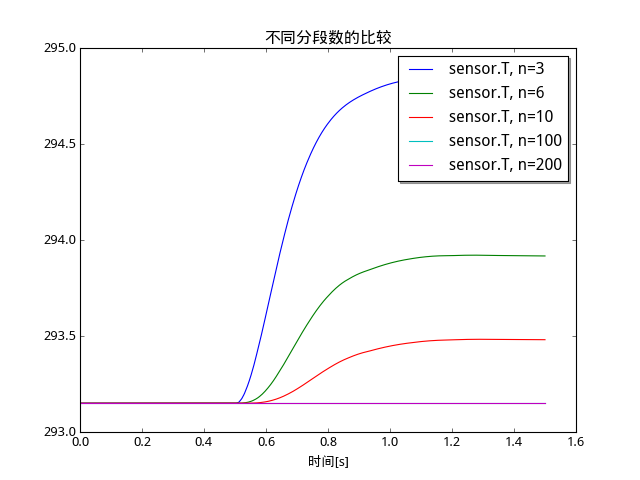 不同分段数的比较
295.0
294.5
294.0
293.5
293.0
sensor.T, n=3
sensor.T, n=6
sensor.T, n=10
sensor.T, n=100
sensor.T, n=200
0.0 0.2 0.4 0.6 0.8 1.0 1.2 1.4 1.6
时间[s]